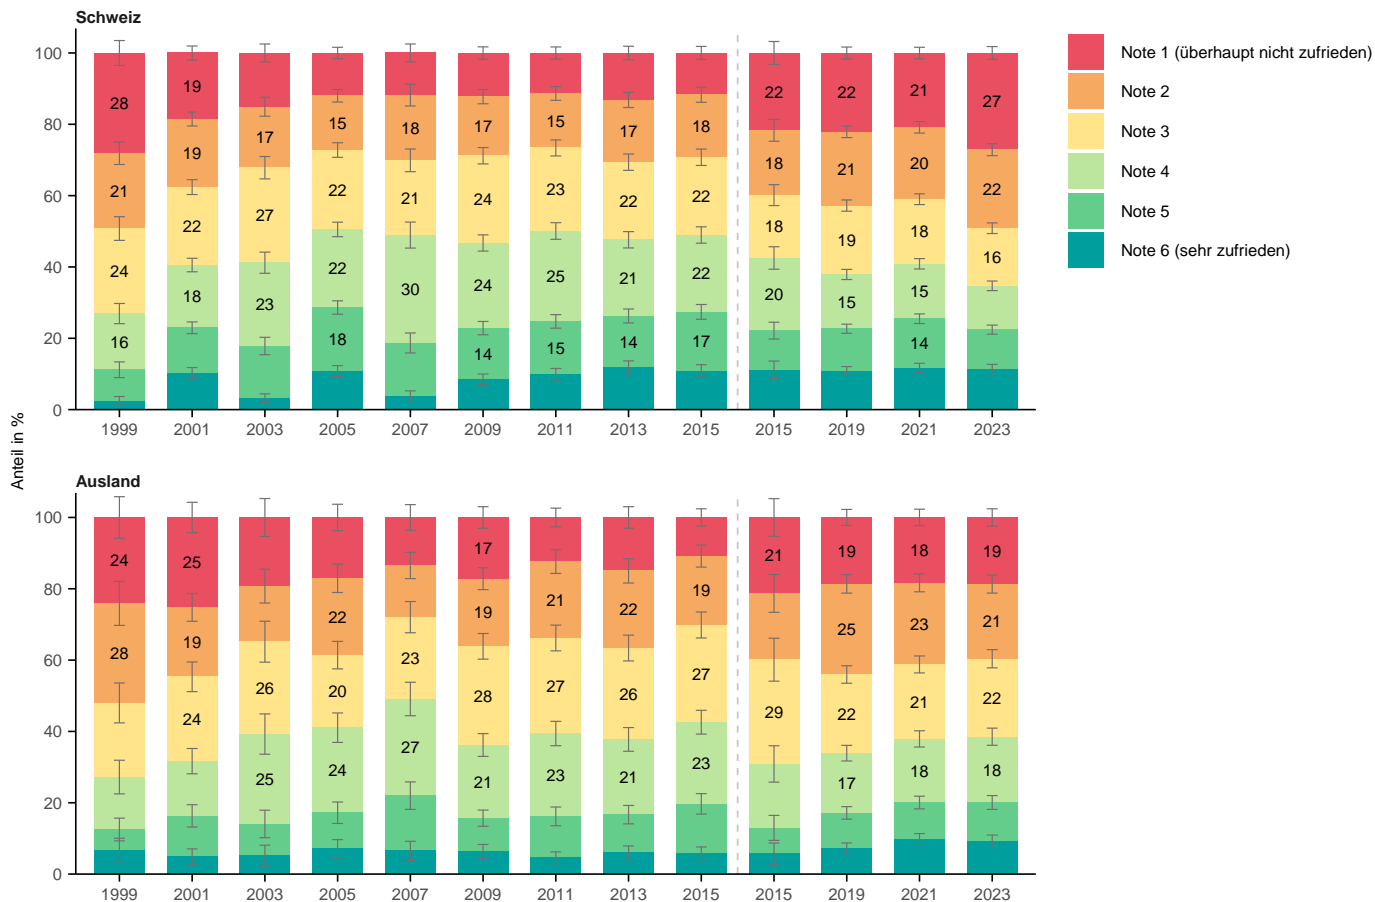 Schweiz
100
80
60
40
20
0
28 19 22 22 21 27
21 19 17 15 18 17 15 17 18 18 21 20 22
24 22 27 22 21 24 23 22 22 18 19 18 16
16 18 23 22 30 24 25 21 22 20 15 15
18 14 15 14 17 14
1999 2001 2003 2005 2007 2009 2011 2013 2015 2015 2019 2021 2023
Note 1 (überhaupt nicht zufrieden)
Note 2
Note 3
Note 4
Note 5
Note 6 (sehr zufrieden)
Anteil in %
Ausland
100
80
60
40
20
0
24 25 17 21 19 18 19
28 19 22 19 21 22 19 25 23 21
24 26 20 23 28 27 26 27 29 22 21 22
25 24 27 21 23 21 23 17 18 18
1999 2001 2003 2005 2007 2009 2011 2013 2015 2015 2019 2021 2023